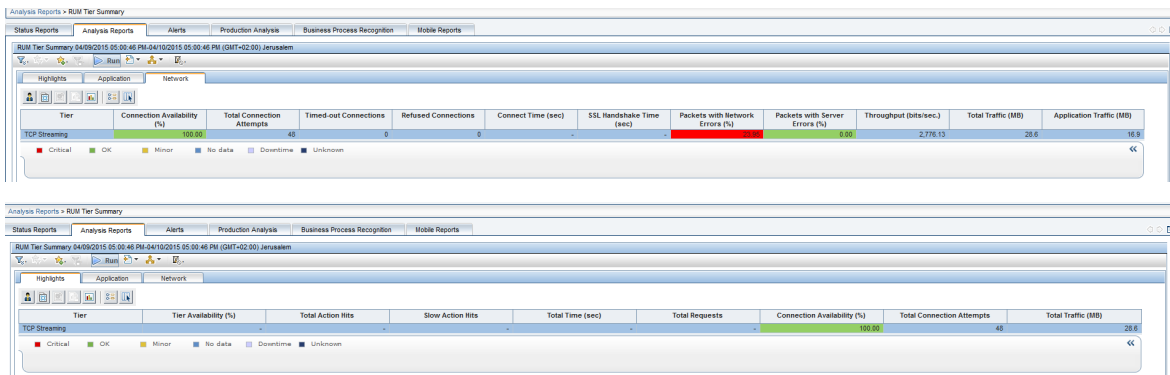 Analysis Reports > RUM Tier Summary
Status Reports Analysis Reports Alerts Production Analysis Business Process Recognition Mobile Reports
RUM Tier Summary 04/09/2015 05:00:46 PM-04/10/2015 05:00:46 PM (GMT+02:00) Jerusalem
Run
Highlights Application Network
Tier Connection Availability (%) Total Connection Attempts Timed-out Connections Refused Connections Connect Time (sec) SSL Handshake Time (sec) Packets with Network Errors (%) Packets with Server Errors (%) Throughput (bits/sec.) Total Traffic (MB) Application Traffic (MB)
TCP Streaming 100.00 48 0 0 - - 0.00 2,776.13 28.6 16.9
Critical OK Minor No data Downtime Unknown
Analysis Reports > RUM Tier Summary
Status Reports Analysis Reports Alerts Production Analysis Business Process Recognition Mobile Reports
RUM Tier Summary 04/09/2015 05:00:46 PM-04/10/2015 05:00:46 PM (GMT+02:00) Jerusalem
Run
Highlights Application Network
Tier Tier Availability (%) Total Action Hits Slow Action Hits Total Time (sec) Total Requests Connection Availability (%) Total Connection Attempts Total Traffic (MB)
TCP Streaming - - - - - 100.00 48 28.6
Critical OK Minor No data Downtime Unknown